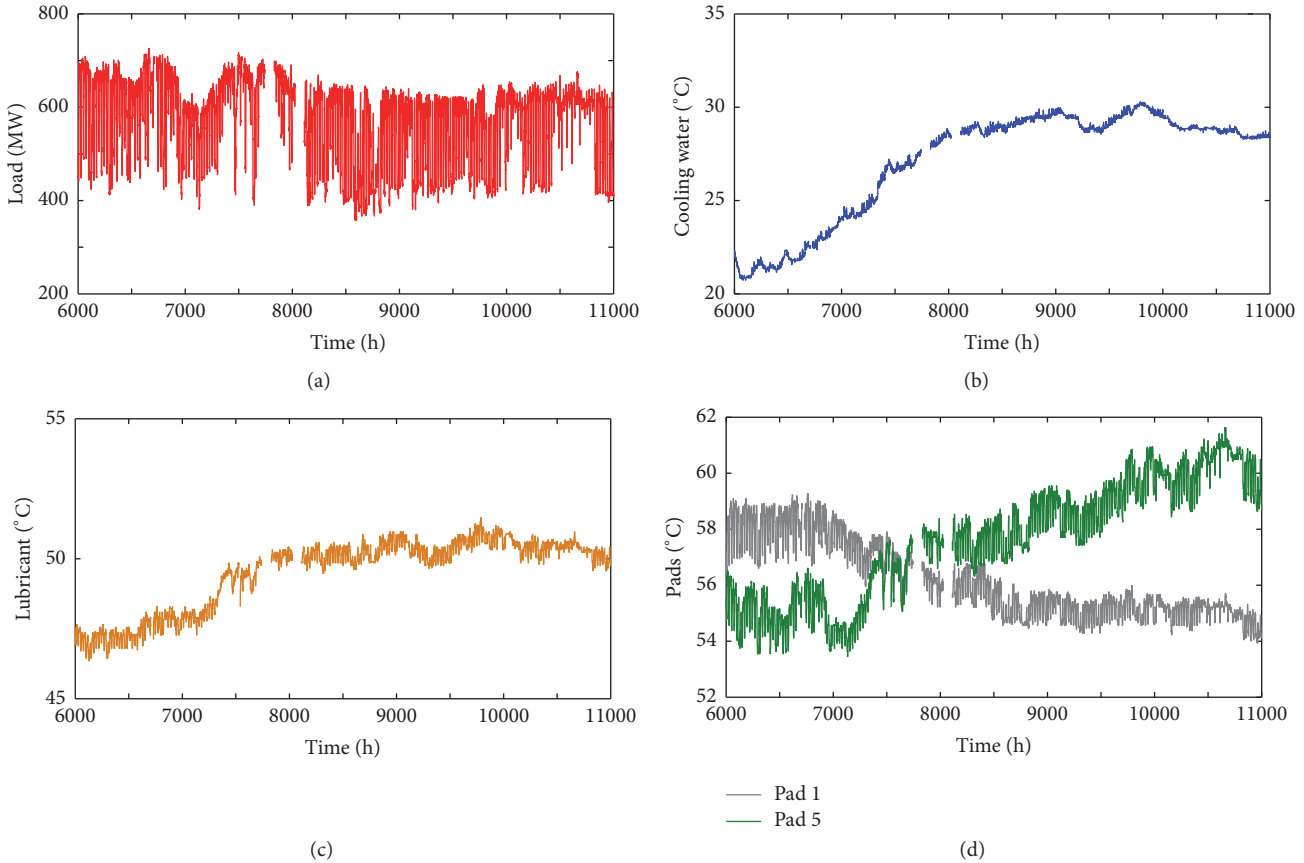 800
600
400
200
Load (MW)
6000 7000 8000 9000 10000 11000
Time (h)
(a)
35
30
25
20
Cooling water (°C)
6000 7000 8000 9000 10000 11000
Time (h)
(b)
55
50
45
Lubricant (°C)
6000 7000 8000 9000 10000 11000
Time (h)
(c)
62
60
58
56
54
52
Pads (°C)
6000 7000 8000 9000 10000 11000
Time (h)
Pad 1
Pad 5
(d)